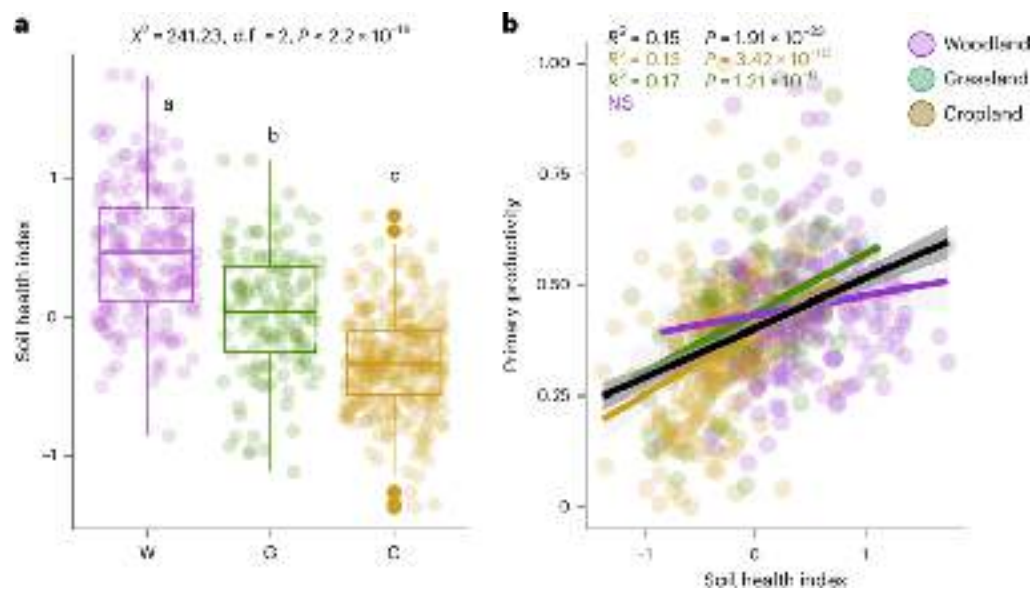 a
X² = 241.23, d.f. = 2, P < 2.2 × 10⁻¹⁶
a
b
c
1
0
–1
Soil health index
W
G
C
b
R² = 0.15 P = 1.91 × 10⁻²³
R² = 0.13
R² = 0.17
NS
Woodland
Grassland
Cropland
1.00
0.75
0.50
0.25
0
Primary productivity
-1
0
1
Soil health index